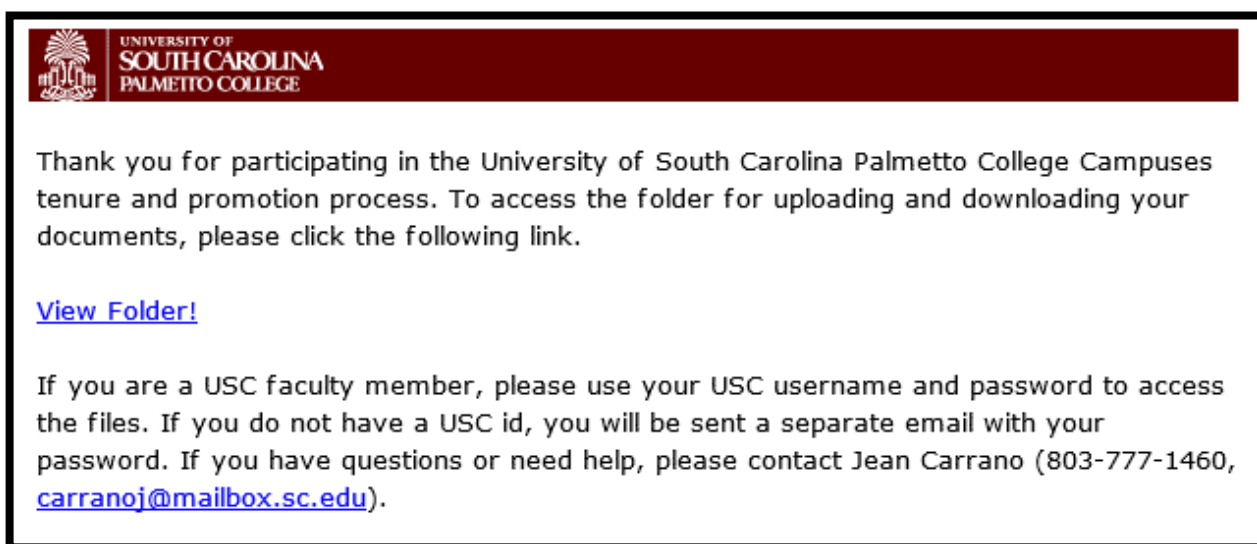 UNIVERSITY OF
SOUTH CAROLINA
PALMETTO COLLEGE
Thank you for participating in the University of South Carolina Palmetto College Campuses
tenure and promotion process. To access the folder for uploading and downloading your
documents, please click the following link.
View Folder!
If you are a USC faculty member, please use your USC username and password to access
the files. If you do not have a USC id, you will be sent a separate email with your
password. If you have questions or need help, please contact Jean Carrano (803-777-1460,
carranoj@mailbox.sc.edu).